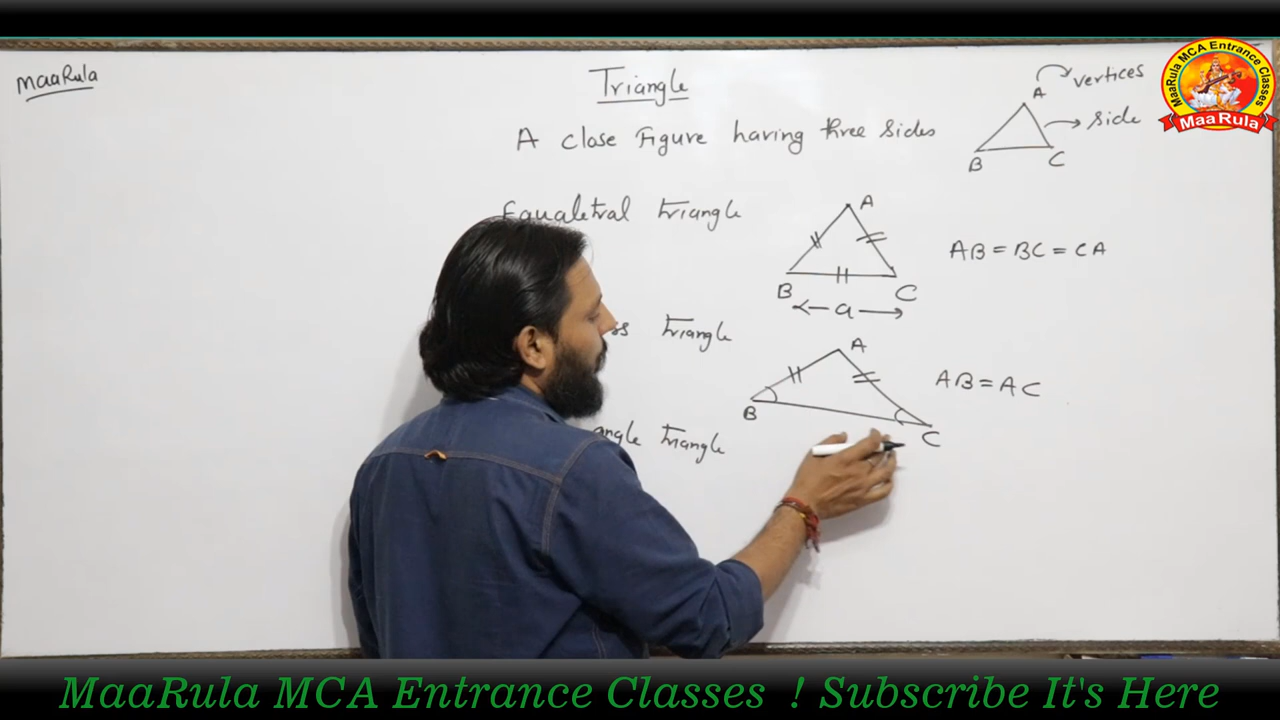 maaRula
Triangle
A close Figure having three sides
A
vertices
side
B
C
MaaRula MCA Entrance Classes
MaaRula
Equaletral Triangle
A
B
C
a
AB = BC = CA
Triangle
A
B
C
AB = AC
angle Triangle
MaaRula MCA Entrance Classes ! Subscribe It's Here